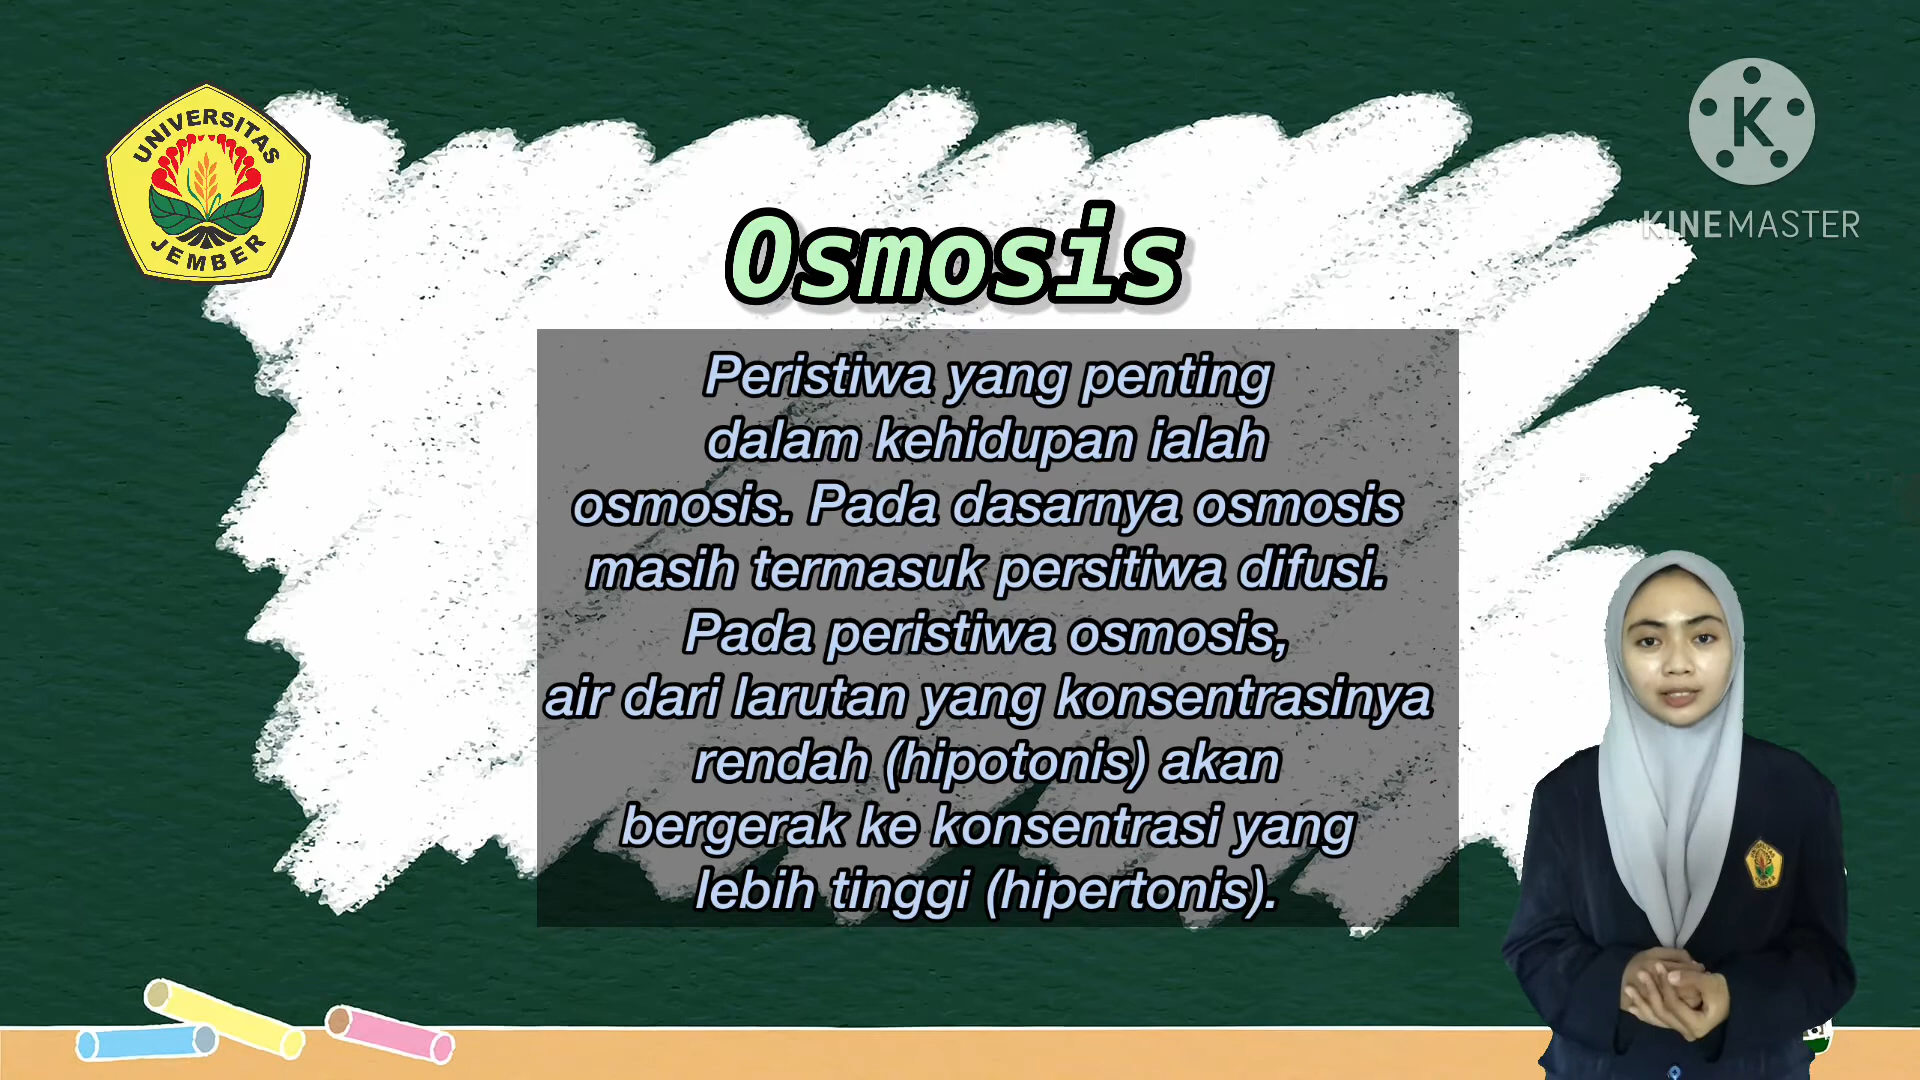 UNIVERSITAS
JEMBER
K
KINEMASTER
Osmosis
Peristiwa yang penting
dalam kehidupan ialah
osmosis. Pada dasarnya osmosis
masih termasuk persitiwa difusi.
Pada peristiwa osmosis,
air dari larutan yang konsentrasinya
rendah (hipotonis) akan
bergerak ke konsentrasi yang
lebih tinggi (hipertonis).